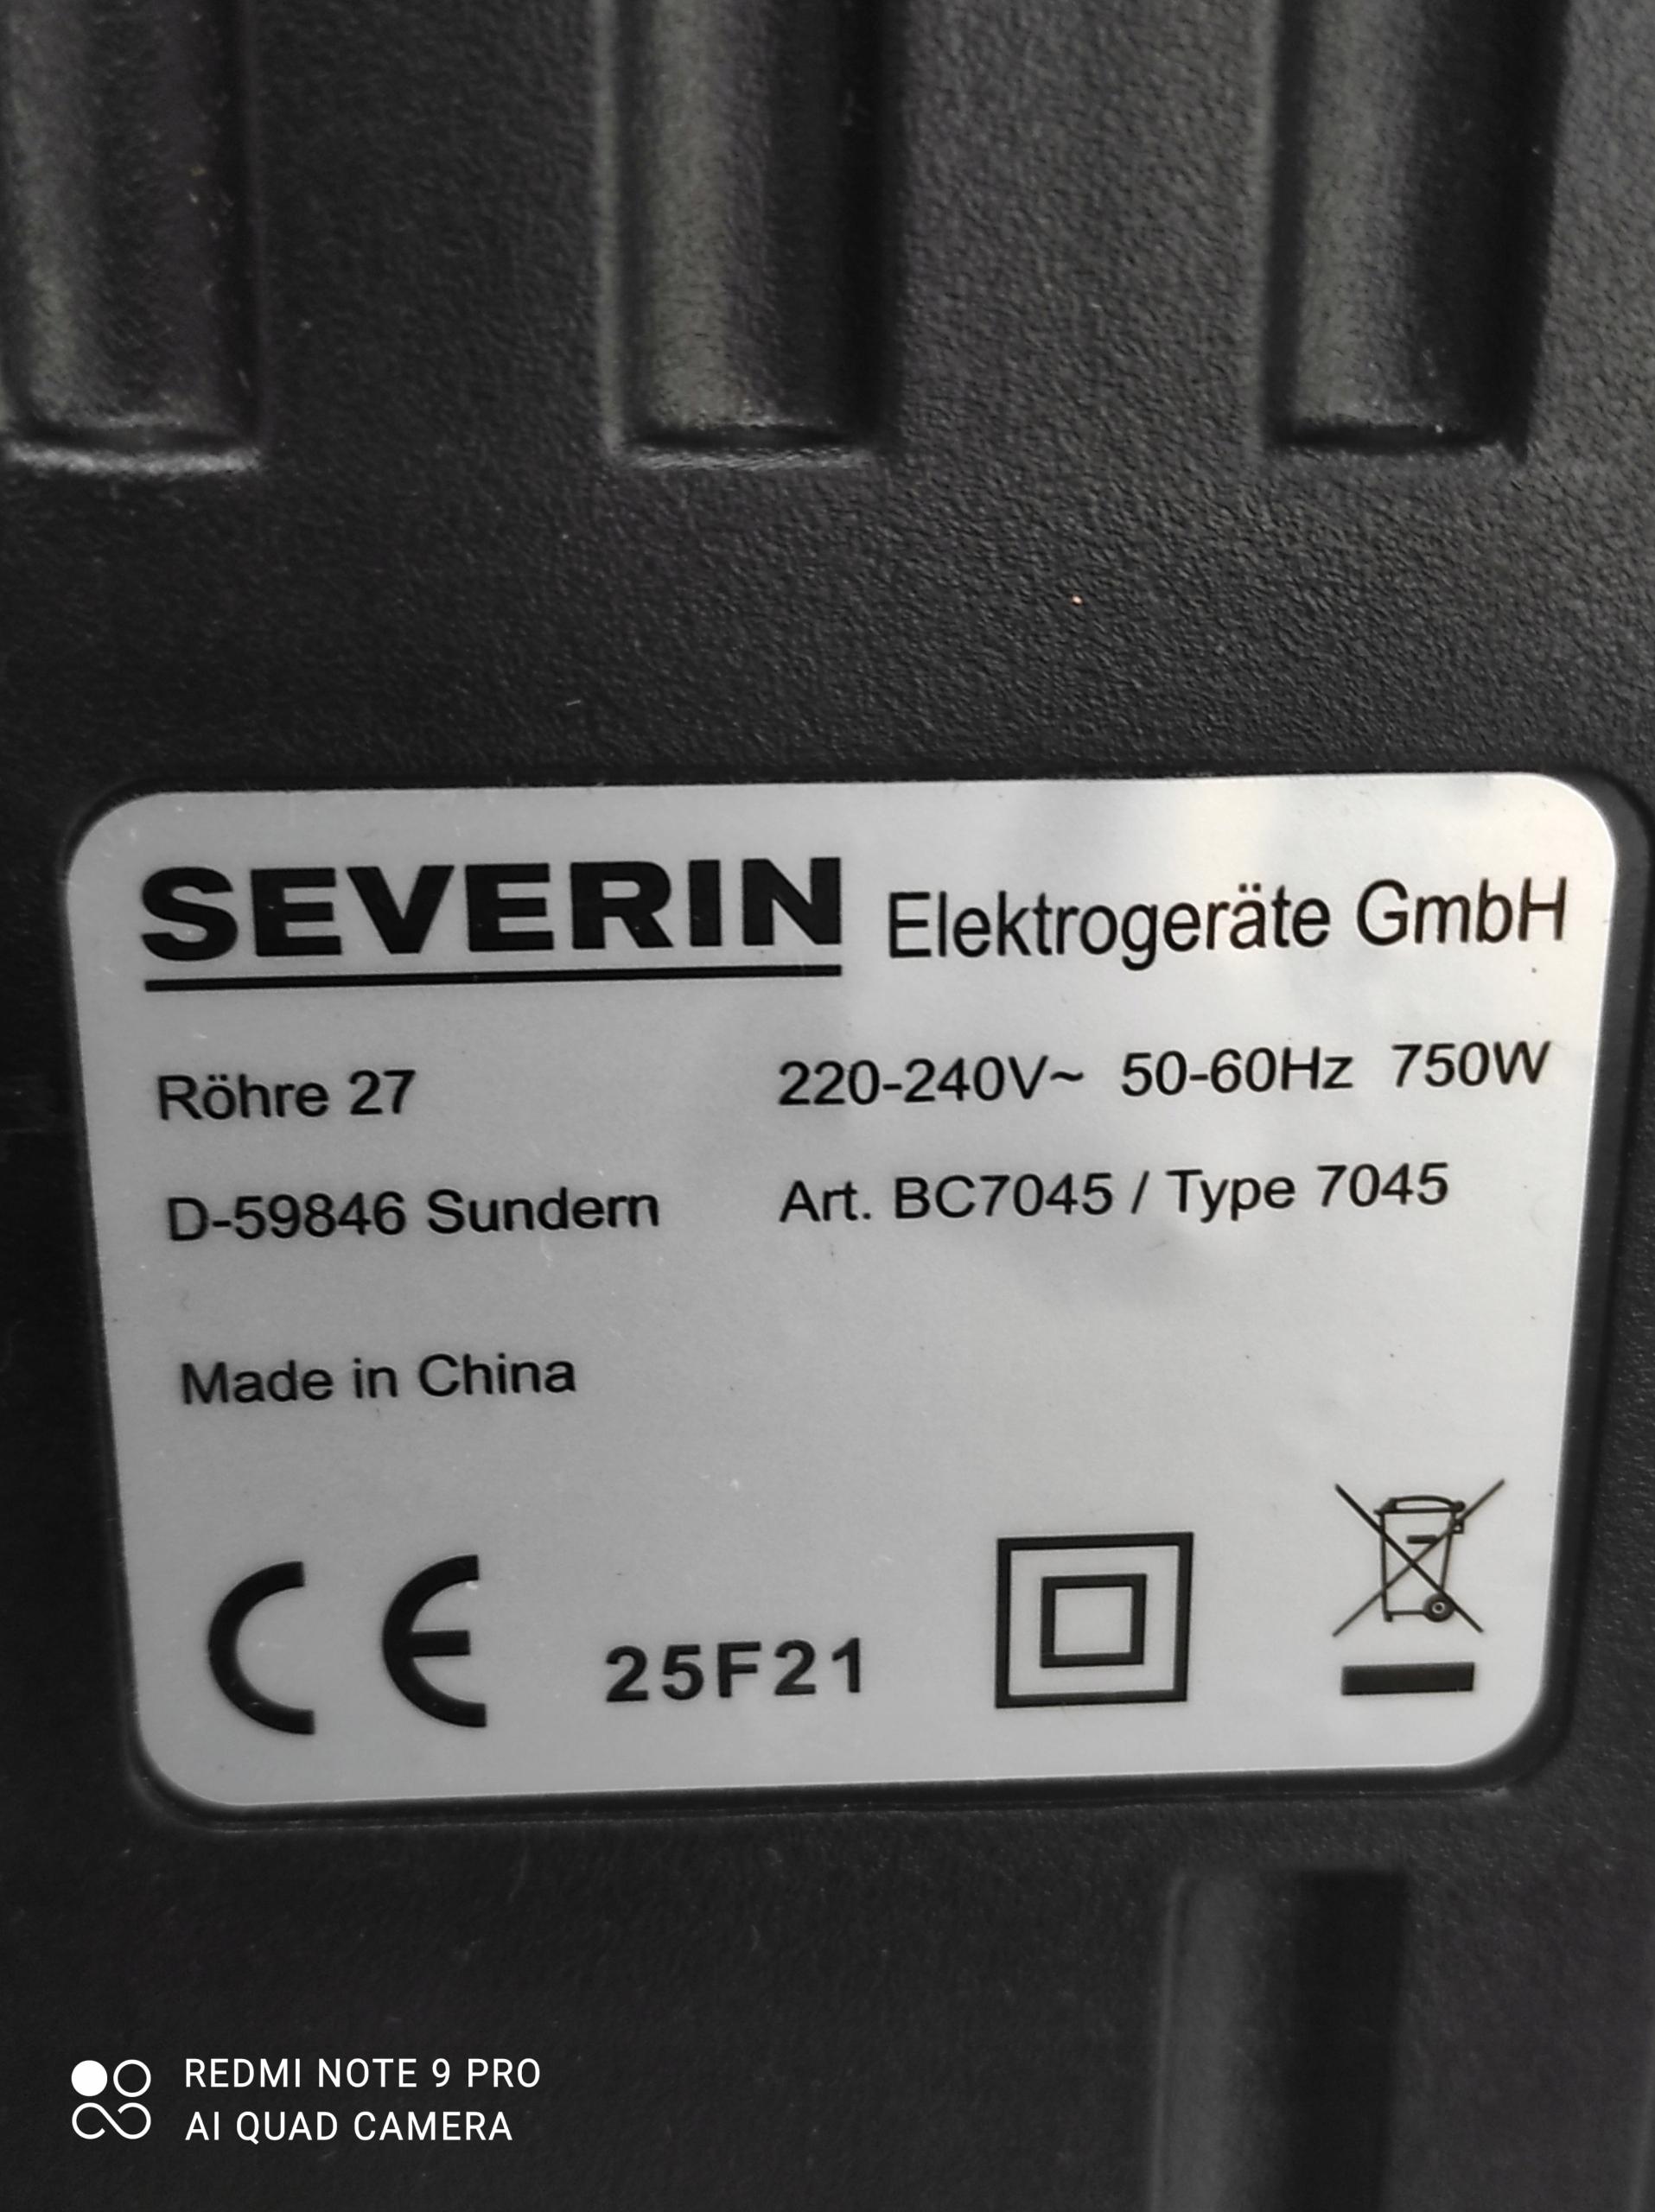 SEVERIN Elektrogeräte GmbH
Röhre 27 220-240V~ 50-60Hz 750W
D-59846 Sundern Art. BC7045 / Type 7045
Made in China
CE 25F21
REDMI NOTE 9 PRO
AI QUAD CAMERA